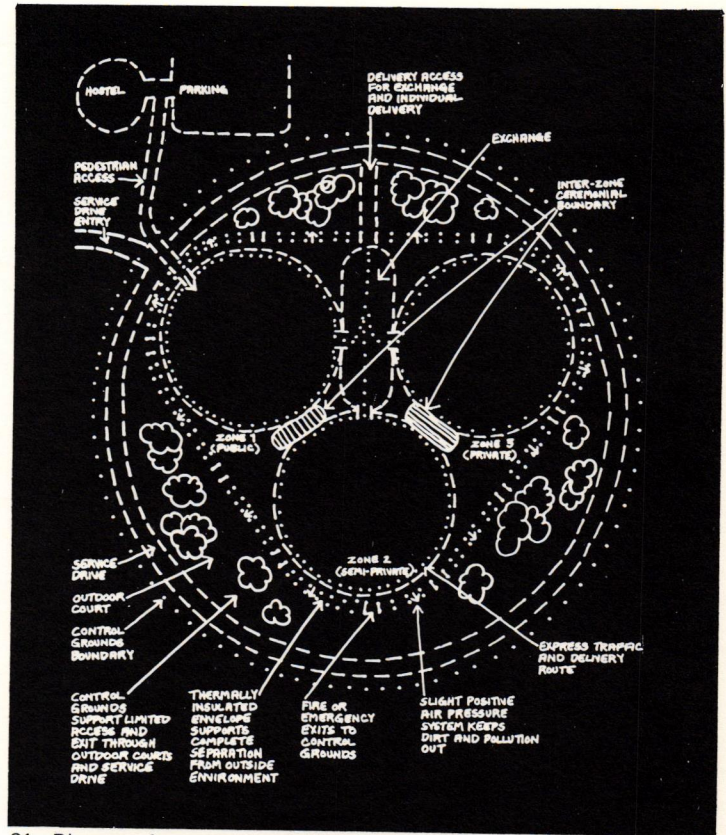 HOSTEL
PARKING
DELIVERY ACCESS
FOR EXCHANGE
AND INDIVIDUAL
DELIVERY
EXCHANGE
PEDESTRIAN
ACCESS
INTER-ZONE
CEREMONIAL
BOUNDARY
SERVICE
DRIVE
ENTRY
ZONE 1
(PUBLIC)
ZONE 3
(PRIVATE)
ZONE 2
(SEMI-PRIVATE)
SERVICE
DRIVE
OUTDOOR
COURT
CONTROL
GROUNDS
BOUNDARY
EXPRESS TRAFFIC
AND DELIVERY
ROUTE
CONTROL
GROUNDS
SUPPORT LIMITED
ACCESS AND
EXIT THROUGH
OUTDOOR COURTS
AND SERVICE
DRIVE
THERMALLY
INSULATED
ENVELOPE
SUPPORTS
COMPLETE
SEPARATION
FROM OUTSIDE
ENVIRONMENT
FIRE OR
EMERGENCY
EXITS TO
CONTROL
GROUNDS
SLIGHT POSITIVE
AIR PRESSURE
SYSTEM KEEPS
DIRT AND POLLUTION
OUT